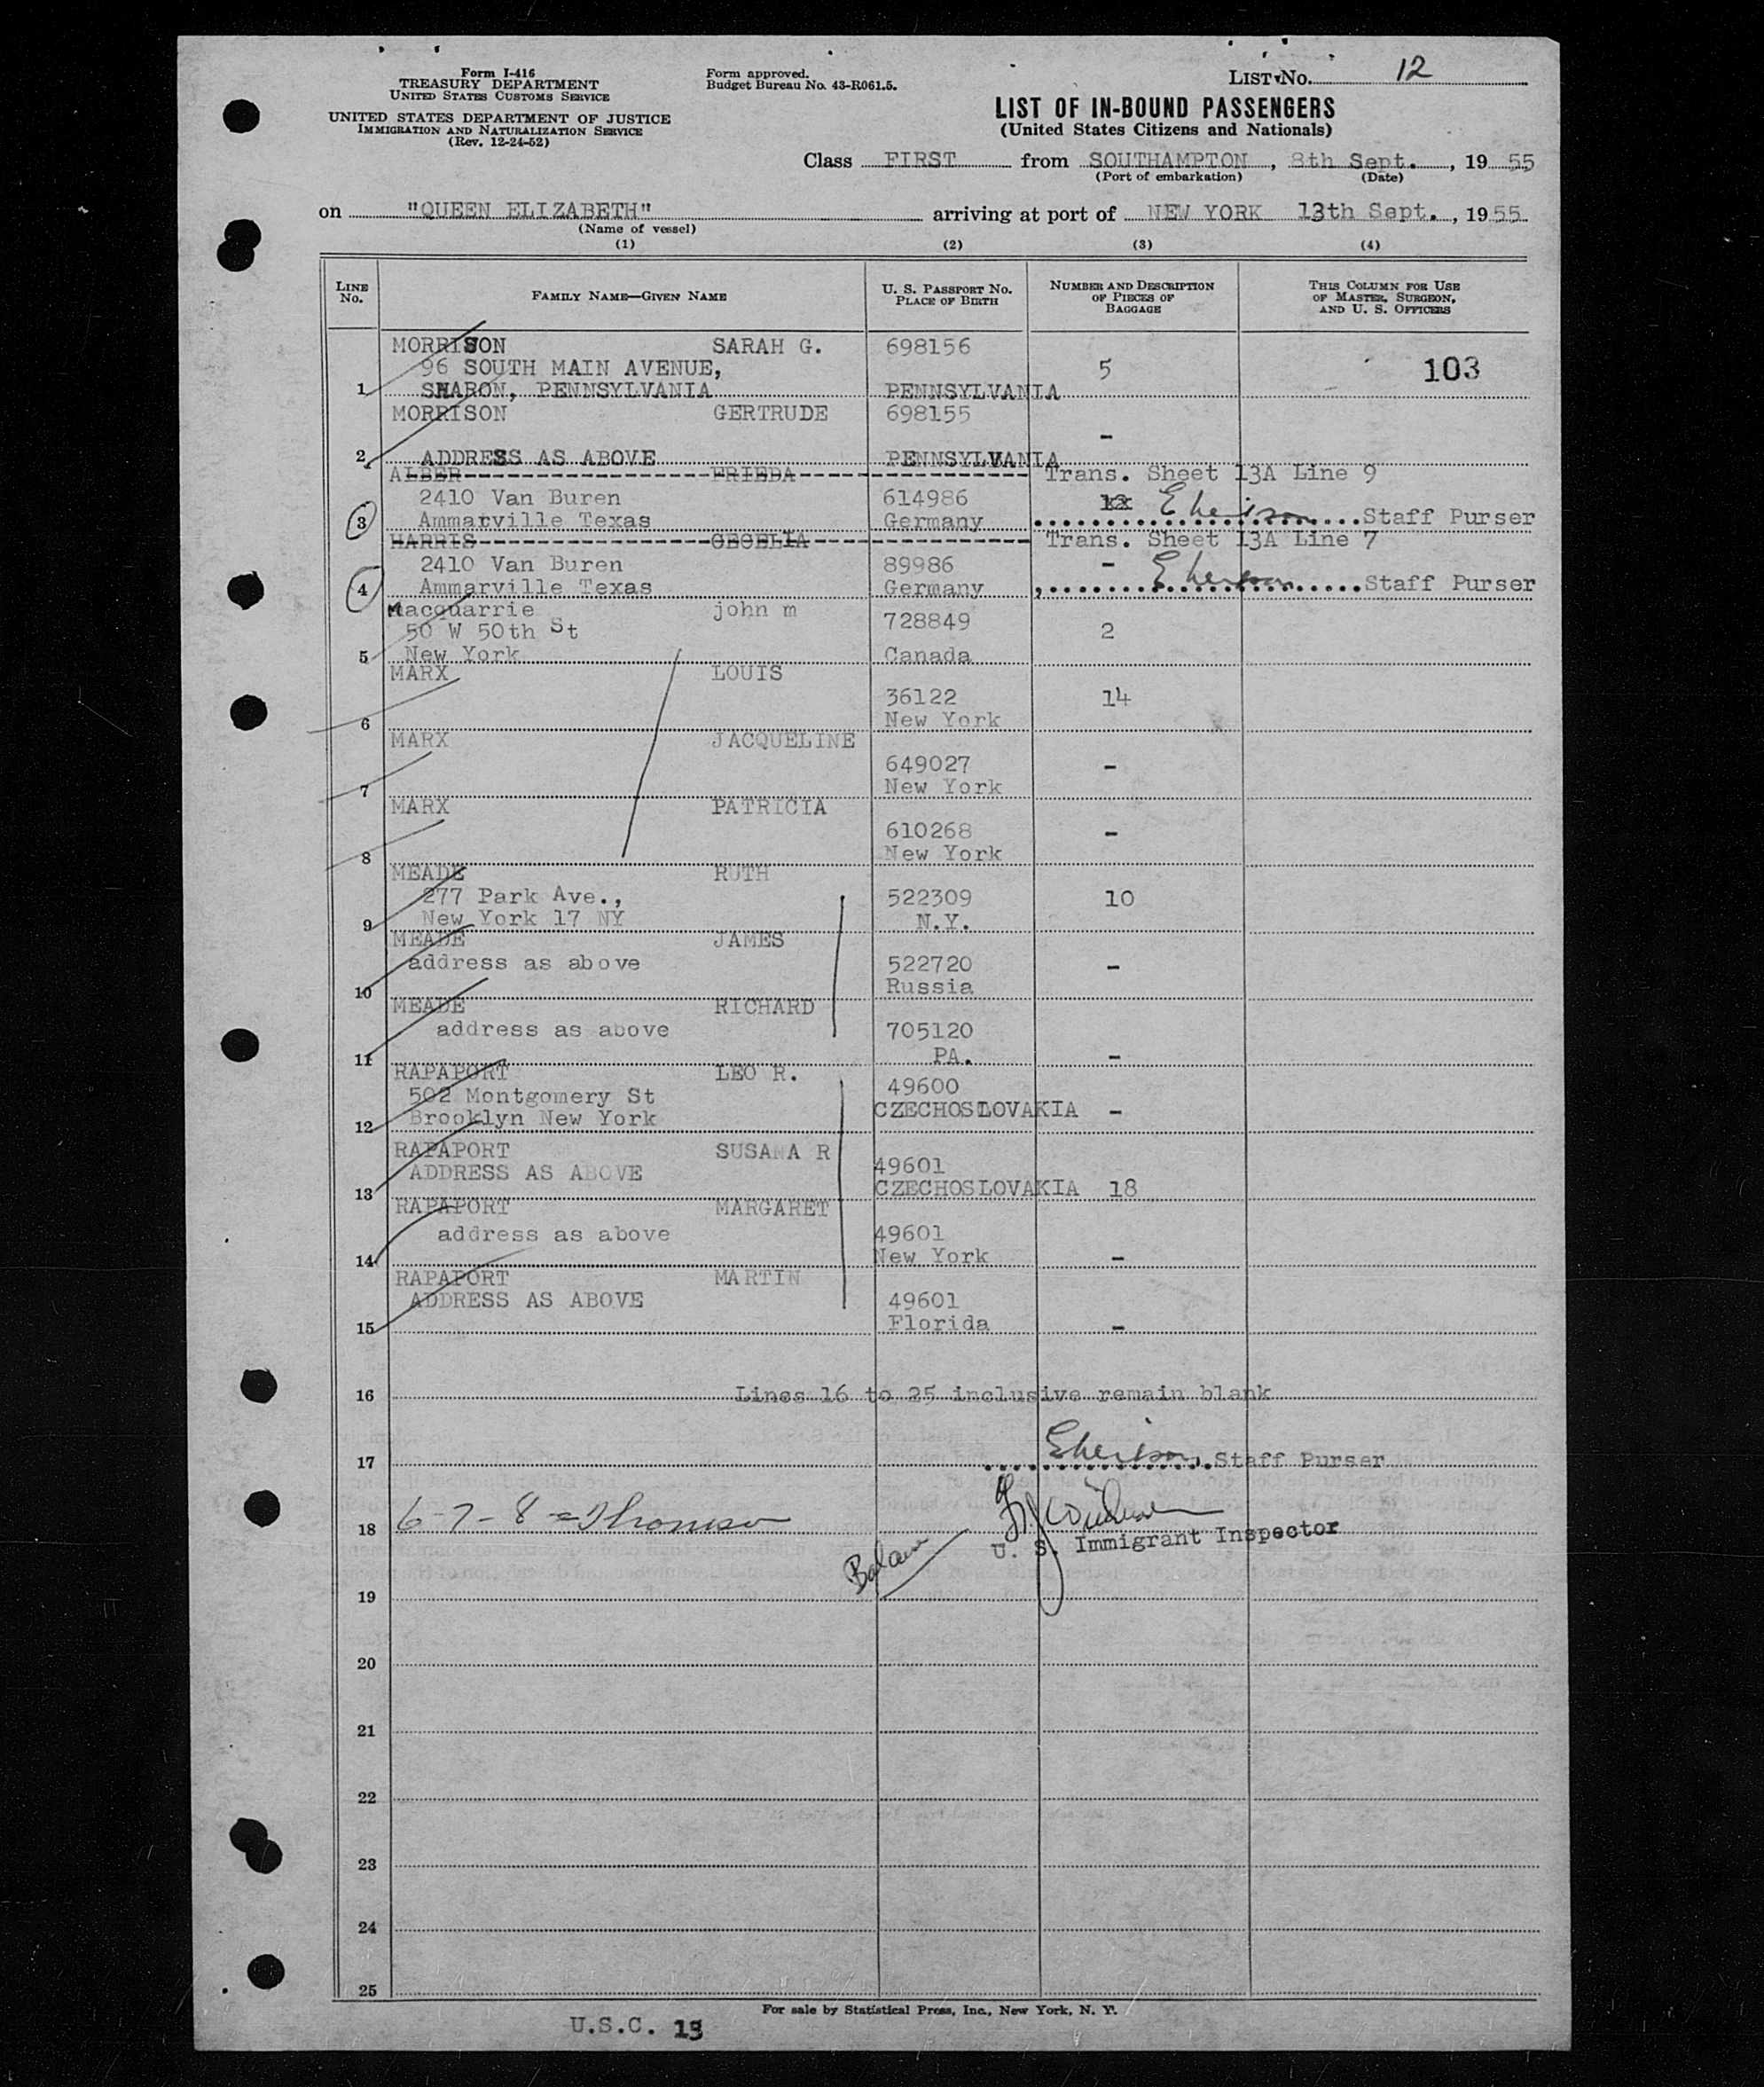 Form I-416
TREASURY DEPARTMENT
UNITED STATES CUSTOMS SERVICE
UNITED STATES DEPARTMENT OF JUSTICE
IMMIGRATION AND NATURALIZATION SERVICE
(Rev. 12-24-52)
Form approved.
Budget Bureau No. 43-R061.5.
LIST No. 12
LIST OF IN-BOUND PASSENGERS
(United States Citizens and Nationals)
Class FIRST from SOUTHAMPTON, 8th Sept., 19 55
(Port of embarkation) (Date)
on "QUEEN ELIZABETH" arriving at port of NEW YORK 13th Sept., 19 55
(Name of vessel)
(1) (2) (3) (4)
LINE No. FAMILY NAME—GIVEN NAME U. S. PASSPORT NO. PLACE OF BIRTH NUMBER AND DESCRIPTION OF PIECES OF BAGGAGE THIS COLUMN FOR USE OF MASTER, SURGEON, AND U. S. OFFICERS
MORRISON SARAH G. 698156
96 SOUTH MAIN AVENUE, 5 103
1 SHARON, PENNSYLVANIA PENNSYLVANIA
MORRISON GERTRUDE 698155
-
2 ADDRESS AS ABOVE PENNSYLVANIA
ALBER FRIEDA Trans. Sheet 13A Line 9
2410 Van Buren 614986
3 Ammarville Texas Germany Staff Purser
HARRIS CECELIA Trans. Sheet 13A Line 7
2410 Van Buren 89986 -
4 Ammarville Texas Germany Staff Purser
Macquarrie john m 728849
50 W 50th St 2
5 New York Canada
MARX LOUIS
36122 14
6 New York
MARX JACQUELINE
649027 -
7 New York
MARX PATRICIA
610268 -
8 New York
MEADE RUTH
277 Park Ave., 522309 10
9 New York 17 NY N.Y.
MEADE JAMES
address as above 522720 -
10 Russia
MEADE RICHARD
address as above 705120
11 PA. -
RAPAPORT LEO R.
502 Montgomery St 49600
12 Brooklyn New York CZECHOSLOVAKIA -
RAPAPORT SUSANA R
ADDRESS AS ABOVE 49601
13 CZECHOSLOVAKIA 18
RAPAPORT MARGARET
address as above 49601
14 New York -
RAPAPORT MARTIN
ADDRESS AS ABOVE 49601
15 Florida -
16 Lines 16 to 25 inclusive remain blank
17 Staff Purser
18 6-7-8
U. S. Immigrant Inspector
19
20
21
22
23
24
25
For sale by Statistical Press, Inc., New York, N. Y.
U.S.C. 13